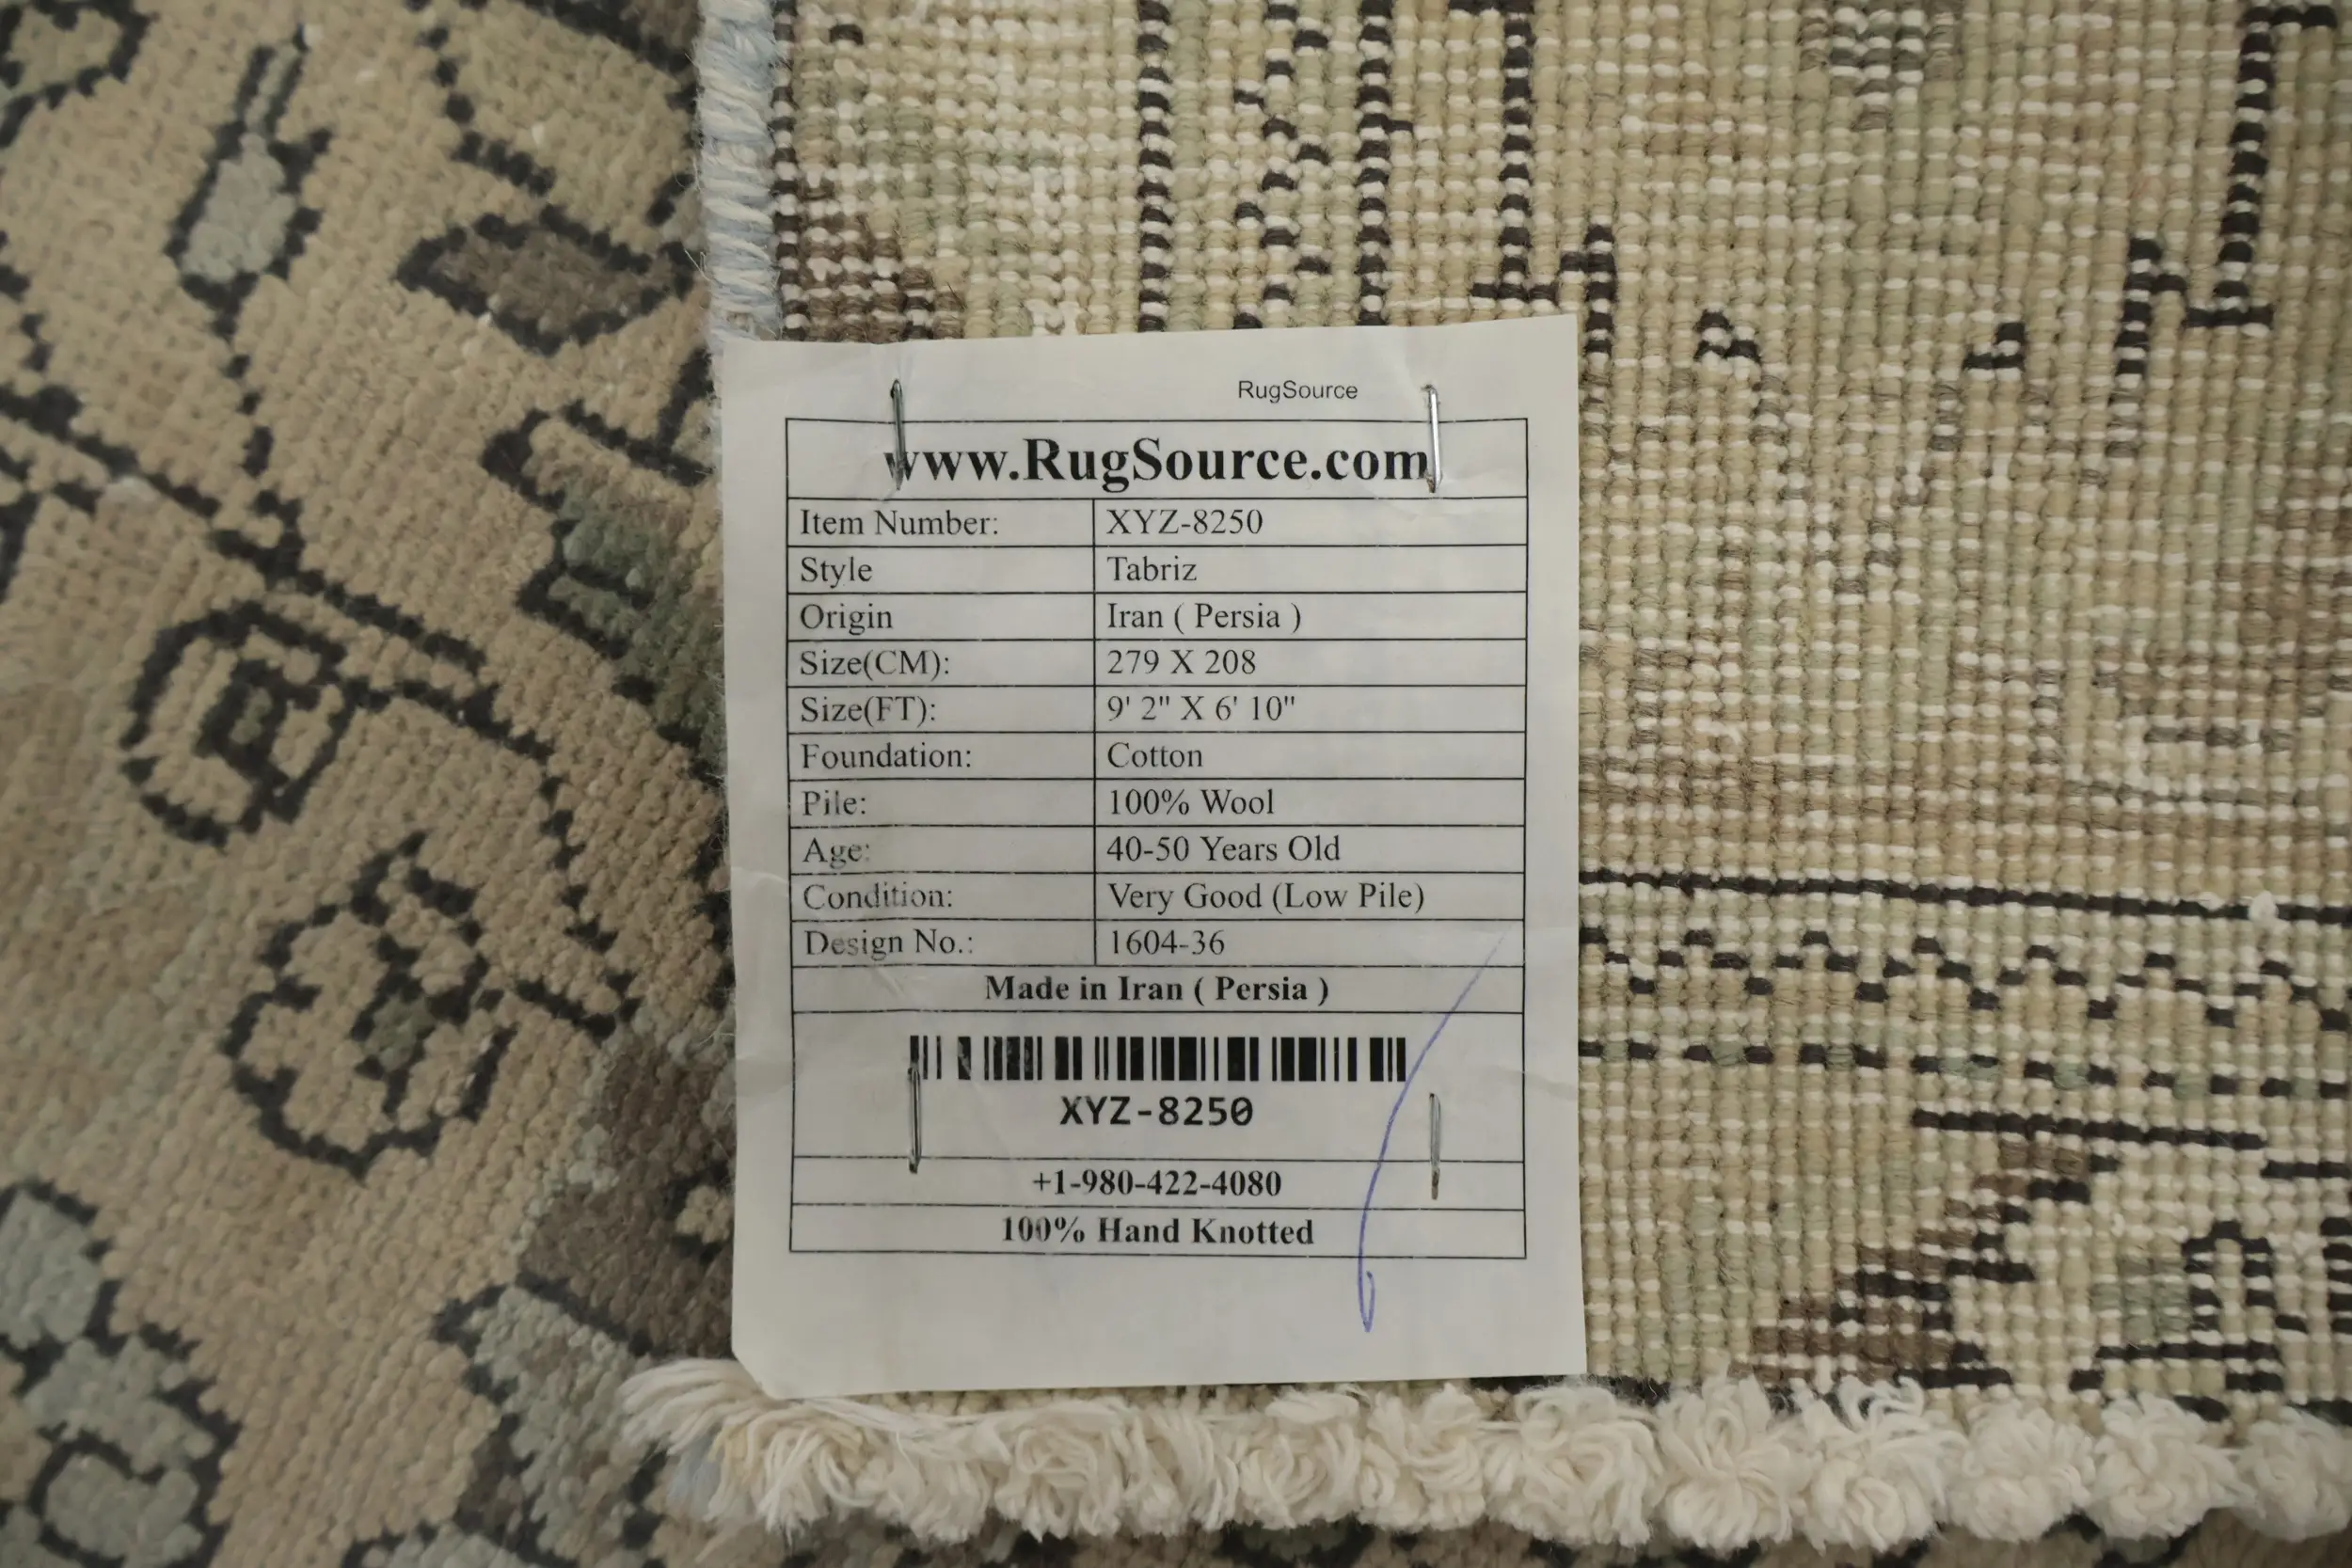 RugSource
www.RugSource.com
Item Number: XYZ-8250
Style Tabriz
Origin Iran ( Persia )
Size(CM): 279 X 208
Size(FT): 9' 2" X 6' 10"
Foundation: Cotton
Pile: 100% Wool
Age: 40-50 Years Old
Condition: Very Good (Low Pile)
Design No.: 1604-36
Made in Iran ( Persia )
XYZ-8250
+1-980-422-4080
100% Hand Knotted